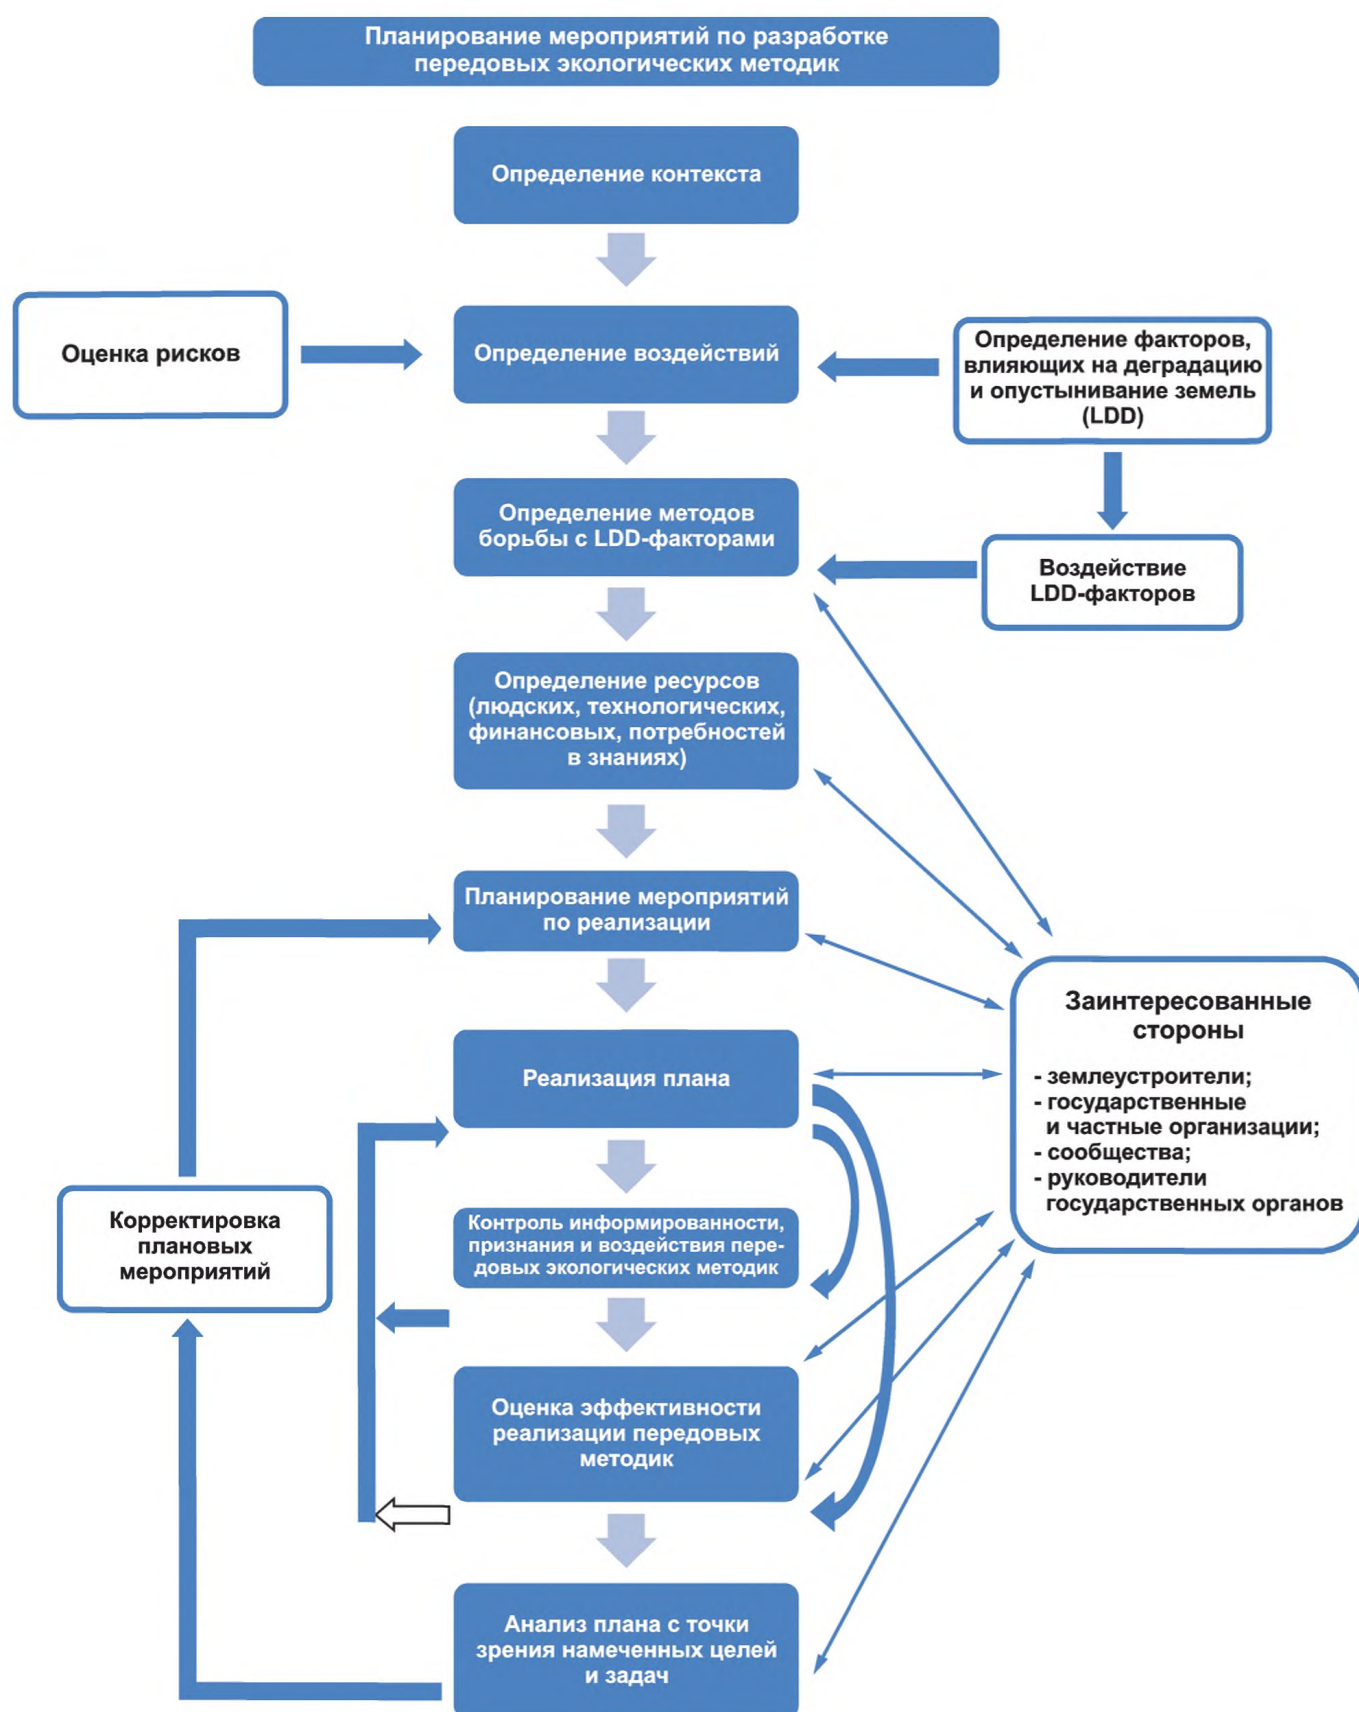 Планирование мероприятий по разработке
передовых экологических методик
Определение контекста
Оценка рисков
Определение воздействий
Определение факторов,
влияющих на деградацию
и опустынивание земель
(LDD)
Определение методов
борьбы с LDD-факторами
Воздействие
LDD-факторов
Определение ресурсов
(людских, технологических,
финансовых, потребностей
в знаниях)
Планирование мероприятий
по реализации
Заинтересованные
стороны
- землеустроители;
- государственные
и частные организации;
- сообщества;
- руководители
государственных органов
Реализация плана
Корректировка
плановых
мероприятий
Контроль информированности,
признания и воздействия пере-
довых экологических методик
Оценка эффективности
реализации передовых
методик
Анализ плана с точки
зрения намеченных целей
и задач